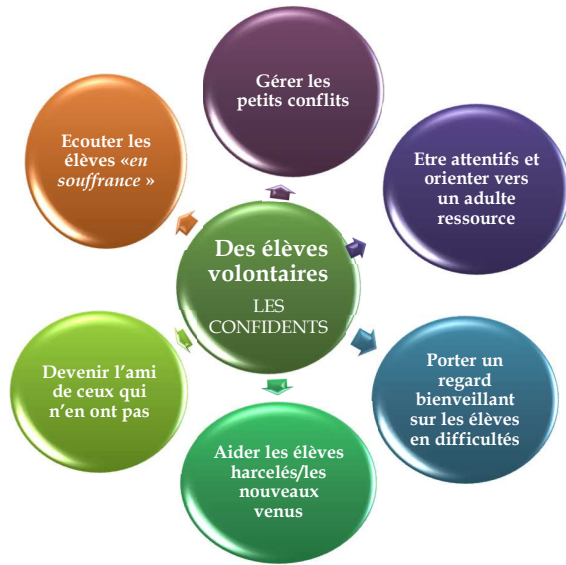 Gérer les
petits conflits
Etre attentifs et
orienter vers
un adulte
ressource
Porter un
regard
bienveillant
sur les élèves
en difficultés
Aider les élèves
harcelés/les
nouveaux
venus
Devenir l’ami
de ceux qui
n’en ont pas
Ecouter les
élèves «en
souffrance »
Des élèves
volontaires
LES
CONFIDENTS